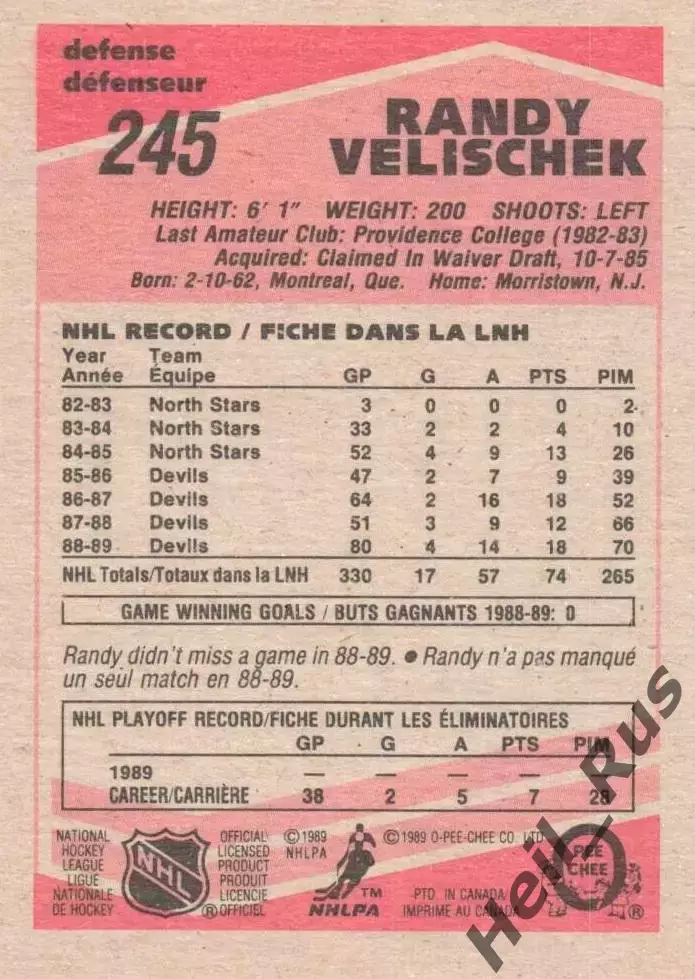 defense
défenseur
245
RANDY
VELISCHEK
HEIGHT: 6' 1" WEIGHT: 200 SHOOTS: LEFT
Last Amateur Club: Providence College (1982-83)
Acquired: Claimed In Waiver Draft, 10-7-85
Born: 2-10-62, Montreal, Que. Home: Morristown, N.J.
NHL RECORD / FICHE DANS LA LNH
Year Team
Année Équipe GP G A PTS PIM
82-83 North Stars 3 0 0 0 2
83-84 North Stars 33 2 2 4 10
84-85 North Stars 52 4 9 13 26
85-86 Devils 47 2 7 9 39
86-87 Devils 64 2 16 18 52
87-88 Devils 51 3 9 12 66
88-89 Devils 80 4 14 18 70
NHL Totals/Totaux dans la LNH 330 17 57 74 265
GAME WINNING GOALS / BUTS GAGNANTS 1988-89: 0
Randy didn't miss a game in 88-89. • Randy n'a pas manqué
un seul match en 88-89.
NHL PLAYOFF RECORD/FICHE DURANT LES ÉLIMINATOIRES
GP G A PTS PIM
1989 — — — — —
CAREER/CARRIÈRE 38 2 5 7 28
NATIONAL
HOCKEY
LEAGUE
LIGUE
NATIONALE
DE HOCKEY
NHL
OFFICIAL
LICENSED
PRODUCT
PRODUIT
LICENCIE
® OFFICIEL
© 1989
NHLPA
TM
NHLPA
© 1989 O-PEE-CHEE CO. LTD.
PTD. IN CANADA
IMPRIME AU CANADA
O
PEE
CHEE
®
Heil_Rus